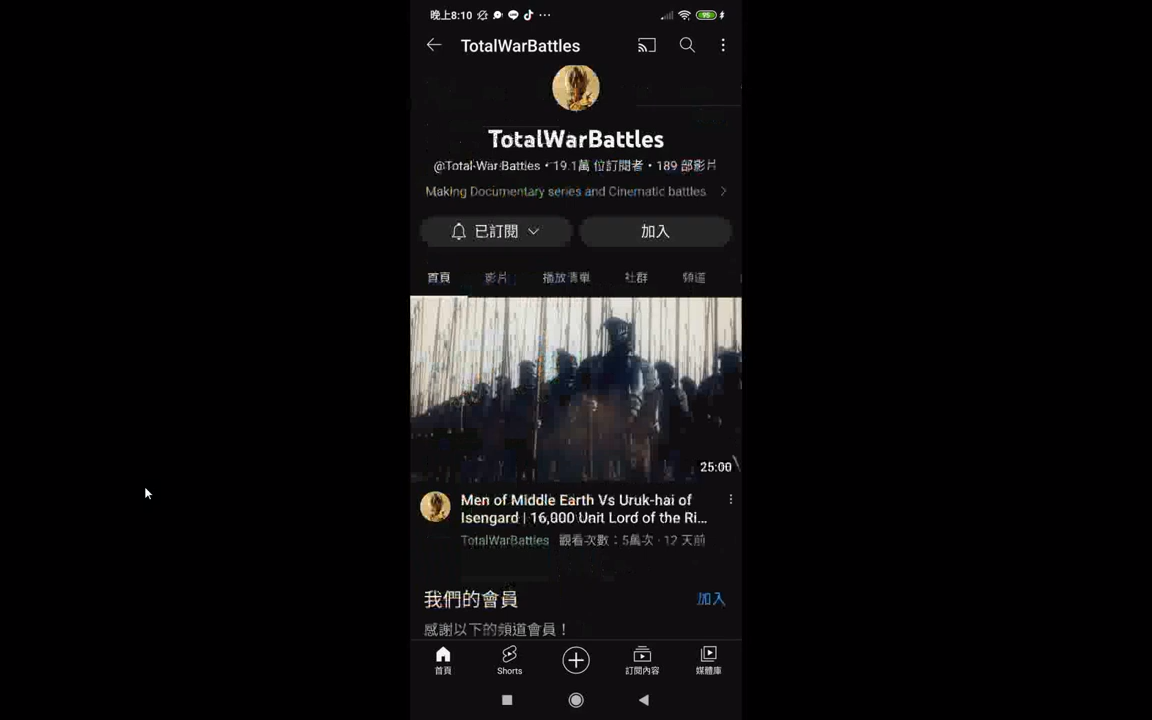 晚上8:10
95
TotalWarBattles
TotalWarBattles
@Total-War-Battles・19.1萬 位訂閱者・189 部影片
Making Documentary series and Cinematic battles
已訂閱
加入
首頁 影片 播放清單 社群 頻道
25:00
Men of Middle Earth Vs Uruk-hai of
Isengard | 16,000 Unit Lord of the Ri...
TotalWarBattles 觀看次數：5萬次 · 12 天前
我們的會員 加入
感謝以下的頻道會員！
首頁 Shorts 訂閱內容 媒體庫